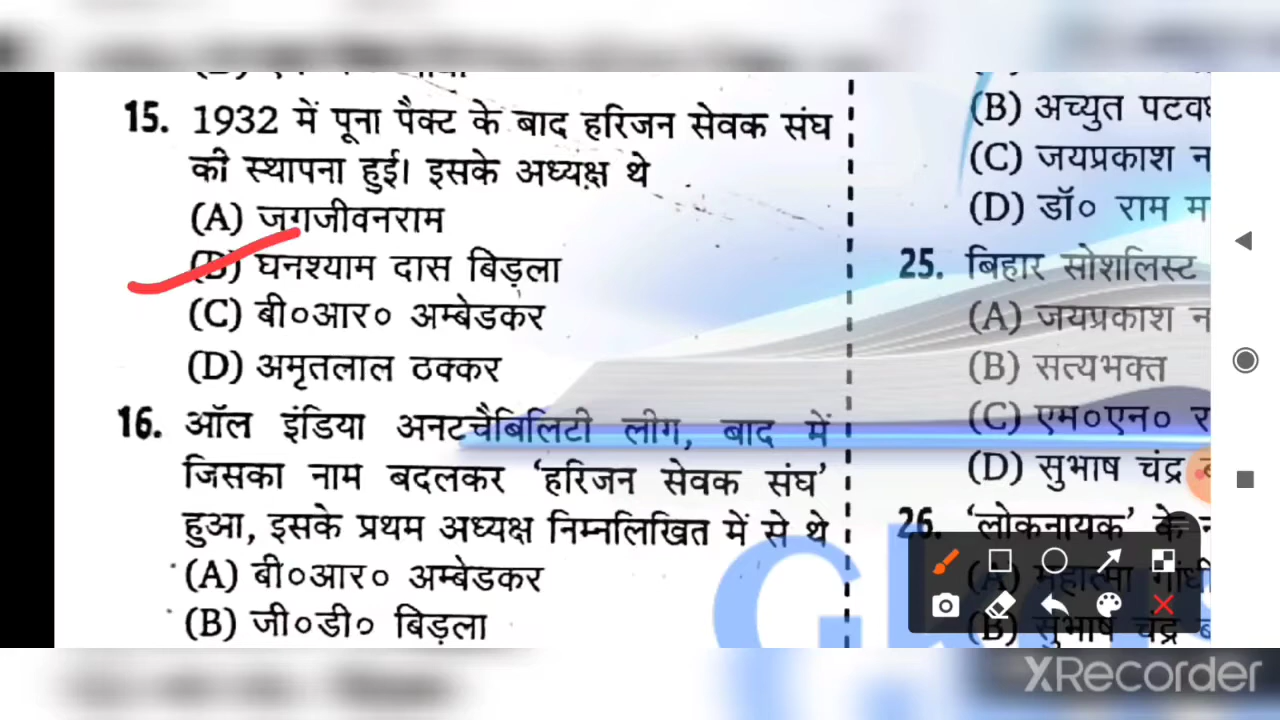 15. 1932 में पूना पैक्ट के बाद हरिजन सेवक संघ
की स्थापना हुई। इसके अध्यक्ष थे
(A) जगजीवनराम
(B) घनश्याम दास बिड़ला
(C) बी०आर० अम्बेडकर
(D) अमृतलाल ठक्कर
16. ऑल इंडिया अनटचैबिलिटी लीग, बाद में
जिसका नाम बदलकर 'हरिजन सेवक संघ'
हुआ, इसके प्रथम अध्यक्ष निम्नलिखित में से थे
(A) बी०आर० अम्बेडकर
(B) जी०डी० बिड़ला
(B) अच्युत
(C) जयप्रकाश
(D) डॉ० राम
25. बिहार सोशलिस्ट
(A) जयप्रकाश
(B) सत्यभक्त
(C) एम०एन०
(D) सुभाष चंद्र
26. 'लोकनायक' के
(A) महात्मा गांधी
(B) सुभाष चंद्र
XRecorder